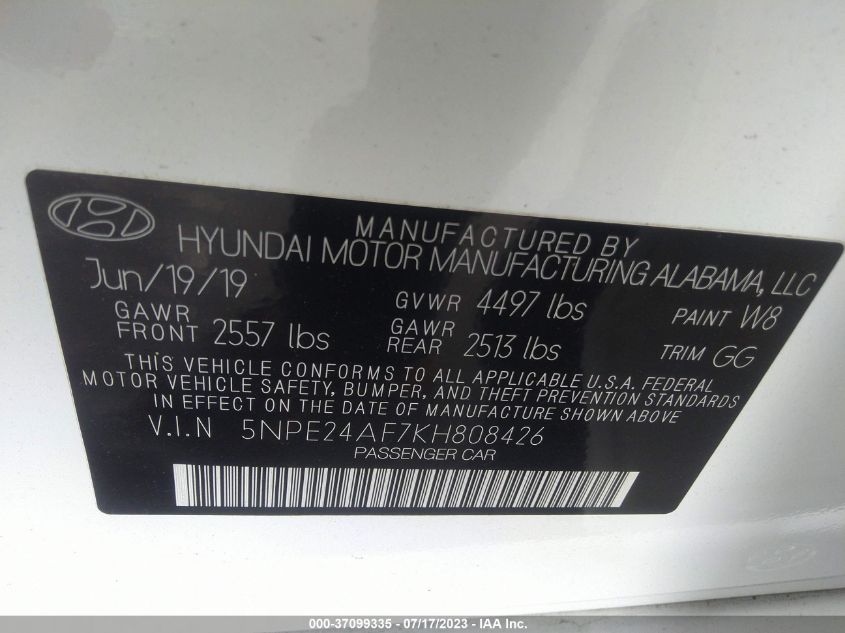 MANUFACTURED BY
HYUNDAI MOTOR MANUFACTURING ALABAMA, LLC
Jun/19/19 GVWR 4497 lbs PAINT W8
GAWR FRONT 2557 lbs GAWR REAR 2513 lbs TRIM GG
THIS VEHICLE CONFORMS TO ALL APPLICABLE U.S.A. FEDERAL
MOTOR VEHICLE SAFETY, BUMPER, AND THEFT PREVENTION STANDARDS
IN EFFECT ON THE DATE OF MANUFACTURE SHOWN ABOVE
V.I.N 5NPE24AF7KH808426
PASSENGER CAR
000-37099335 - 07/17/2023 - Copyright IAA, Inc.